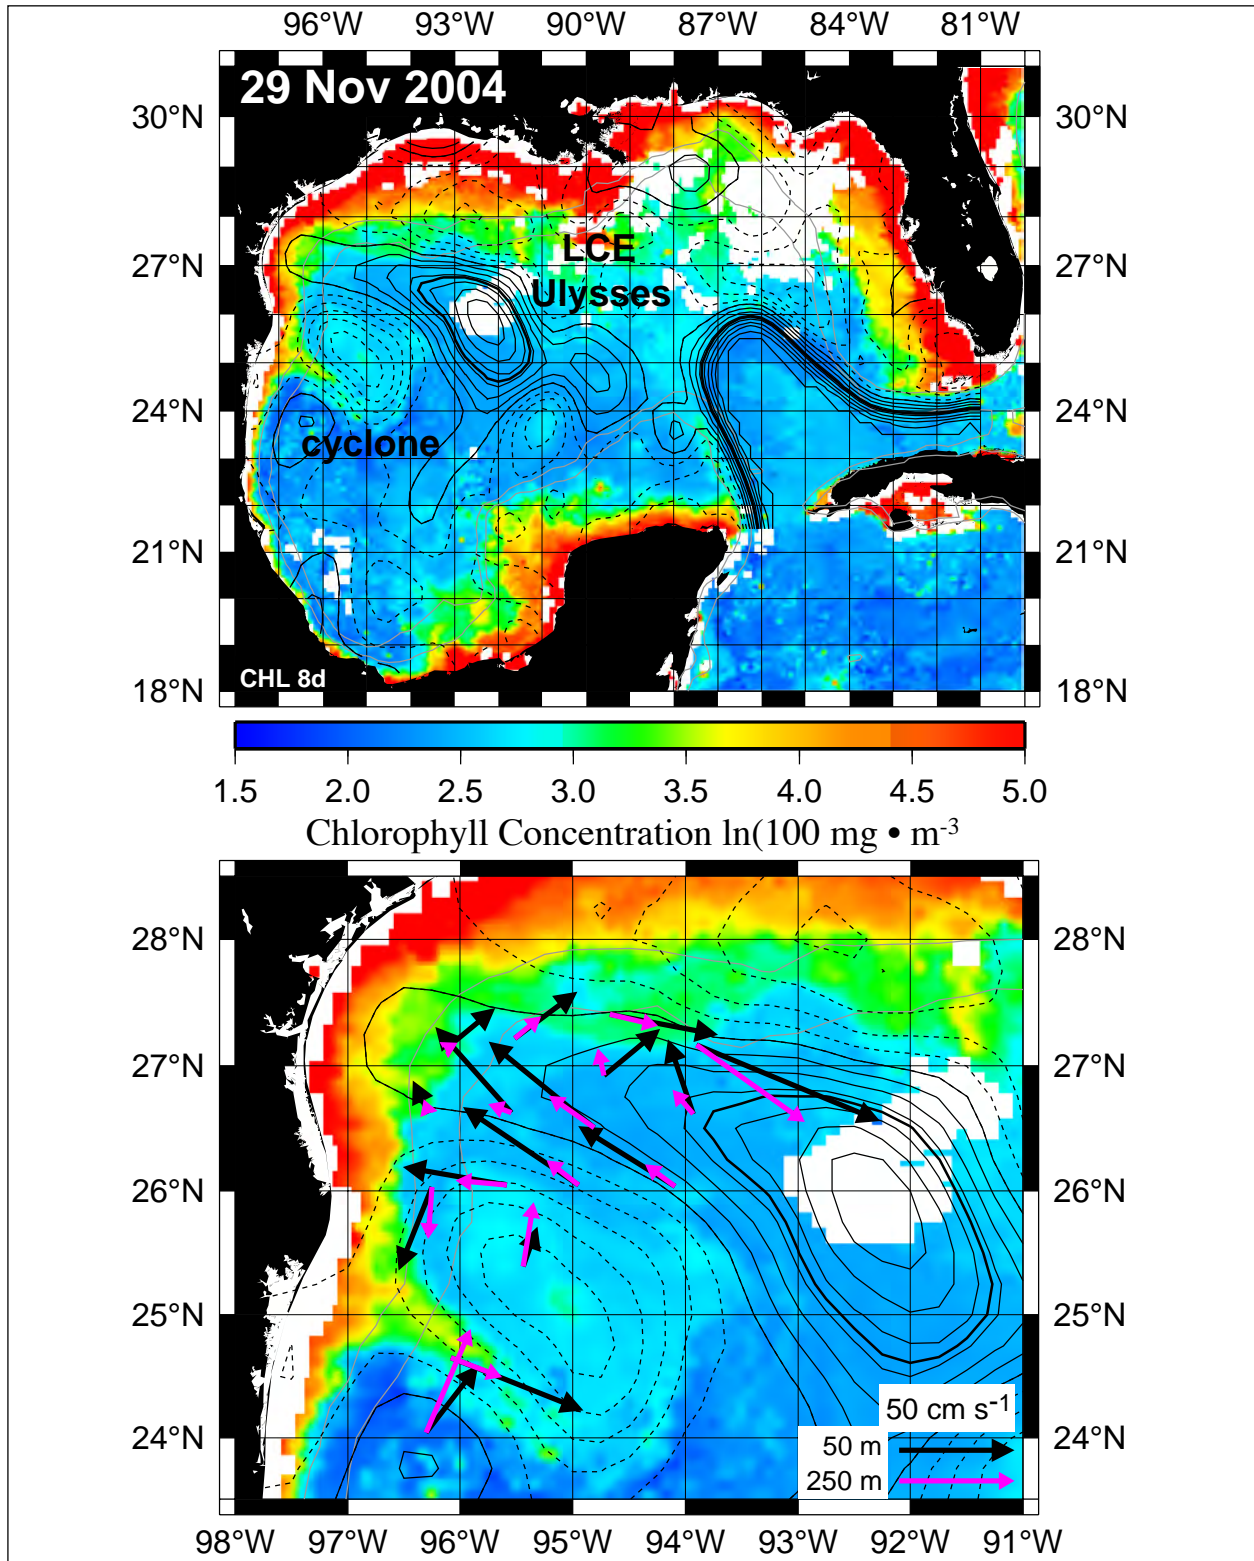 96°W 93°W 90°W 87°W 84°W 81°W
29 Nov 2004
30°N 30°N
27°N 27°N
LCE
Ulysses
24°N 24°N
cyclone
21°N 21°N
CHL 8d
18°N 18°N
1.5 2.0 2.5 3.0 3.5 4.0 4.5 5.0
Chlorophyll Concentration ln(100 mg • m-3
28°N 28°N
27°N 27°N
26°N 26°N
25°N 25°N
50 cm s-1
24°N 24°N
50 m
250 m
98°W 97°W 96°W 95°W 94°W 93°W 92°W 91°W